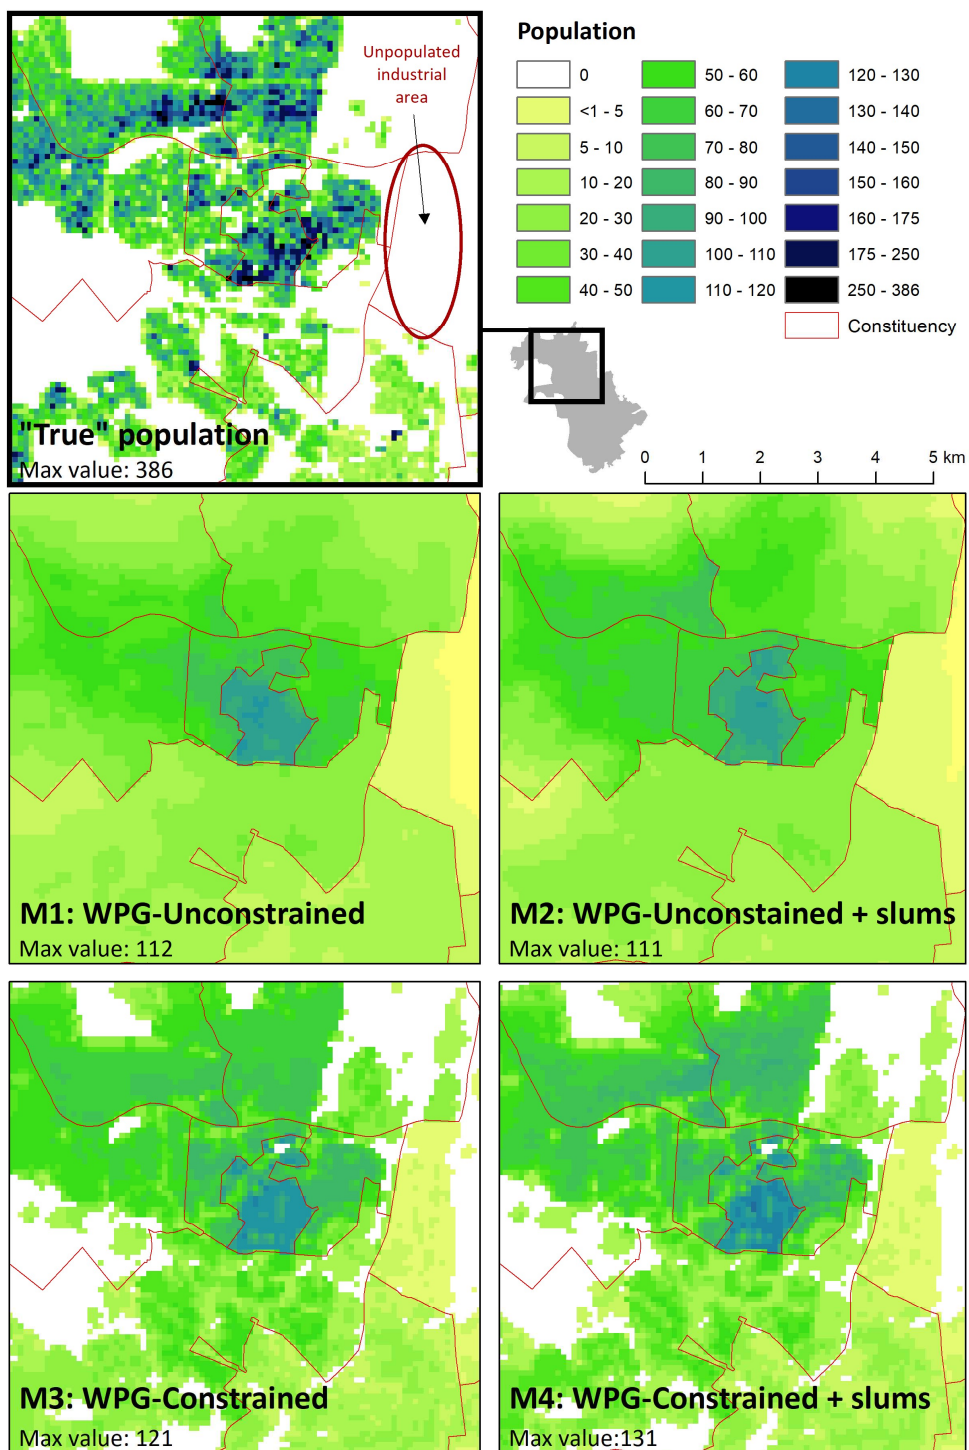 Unpopulated
industrial
area
"True" population
Max value: 386
Population
0
<1 - 5
5 - 10
10 - 20
20 - 30
30 - 40
40 - 50
50 - 60
60 - 70
70 - 80
80 - 90
90 - 100
100 - 110
110 - 120
120 - 130
130 - 140
140 - 150
150 - 160
160 - 175
175 - 250
250 - 386
Constituency
0 1 2 3 4 5 km
M1: WPG-Unconstrained
Max value: 112
M2: WPG-Unconstained + slums
Max value: 111
M3: WPG-Constrained
Max value: 121
M4: WPG-Constrained + slums
Max value:131